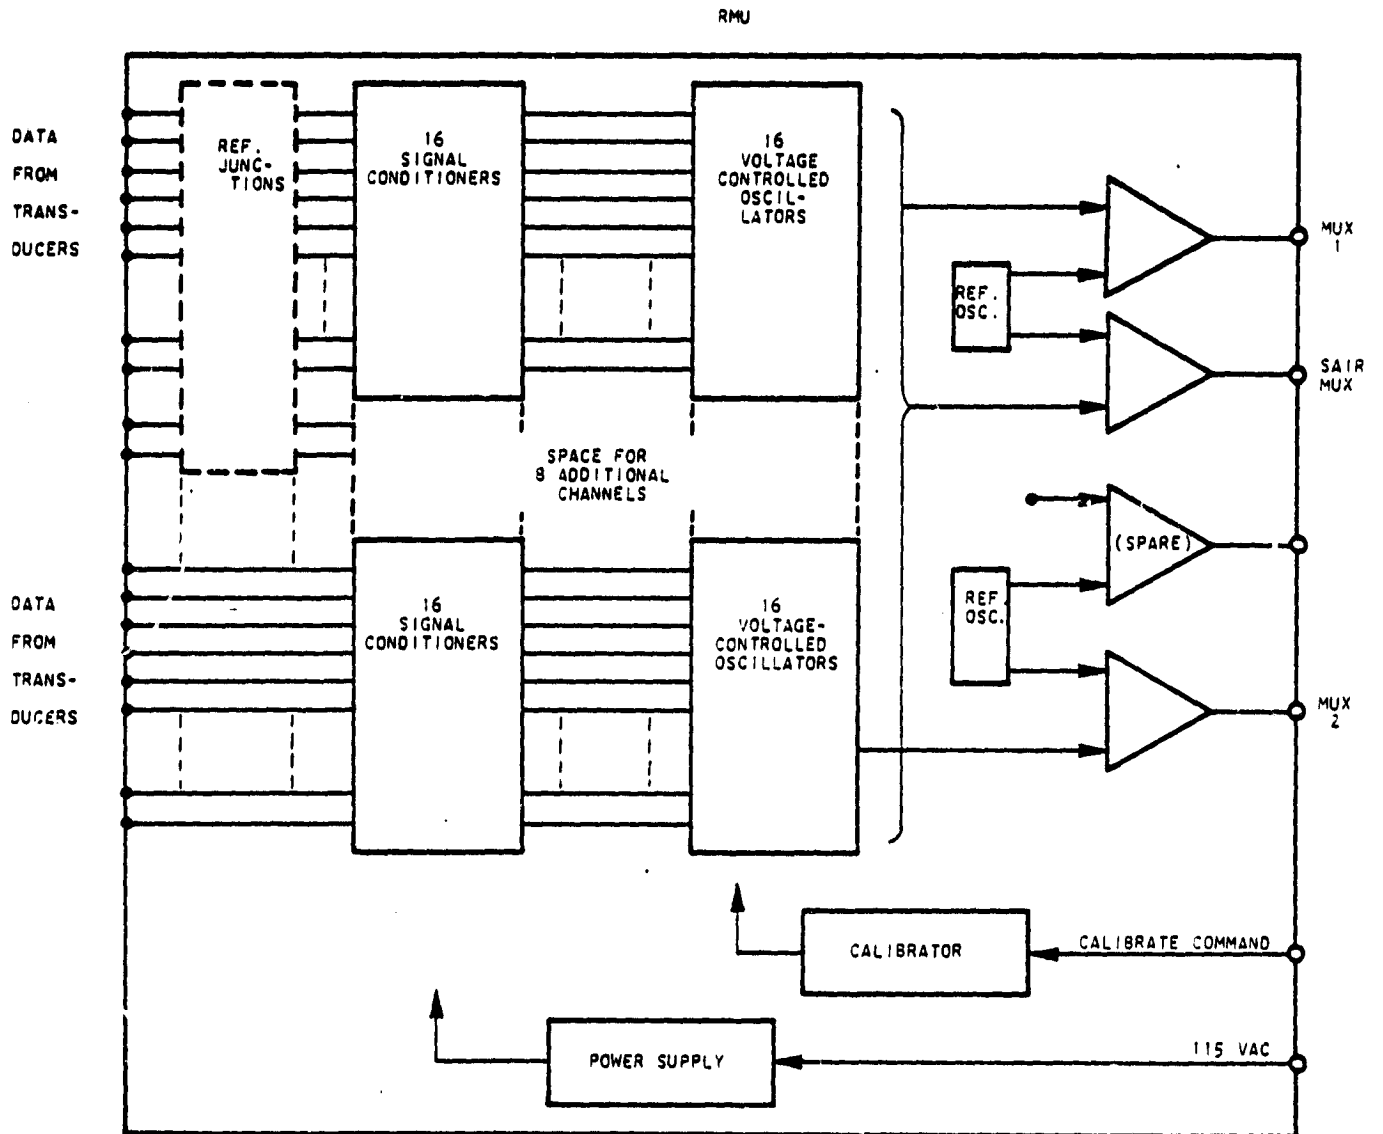 RMU
DATA
FROM
TRANS-
DUCERS
REF.
JUNC-
TIONS
16
SIGNAL
CONDITIONERS
16
VOLTAGE
CONTROLLED
OSCIL-
LATORS
REF.
OSC.
MUX
1
SAIR
MUX
SPACE FOR
8 ADDITIONAL
CHANNELS
(SPARE)
DATA
FROM
TRANS-
DUCERS
16
SIGNAL
CONDITIONERS
16
VOLTAGE-
CONTROLLED
OSCILLATORS
REF.
OSC.
MUX
2
CALIBRATOR
CALIBRATE COMMAND
POWER SUPPLY
115 VAC